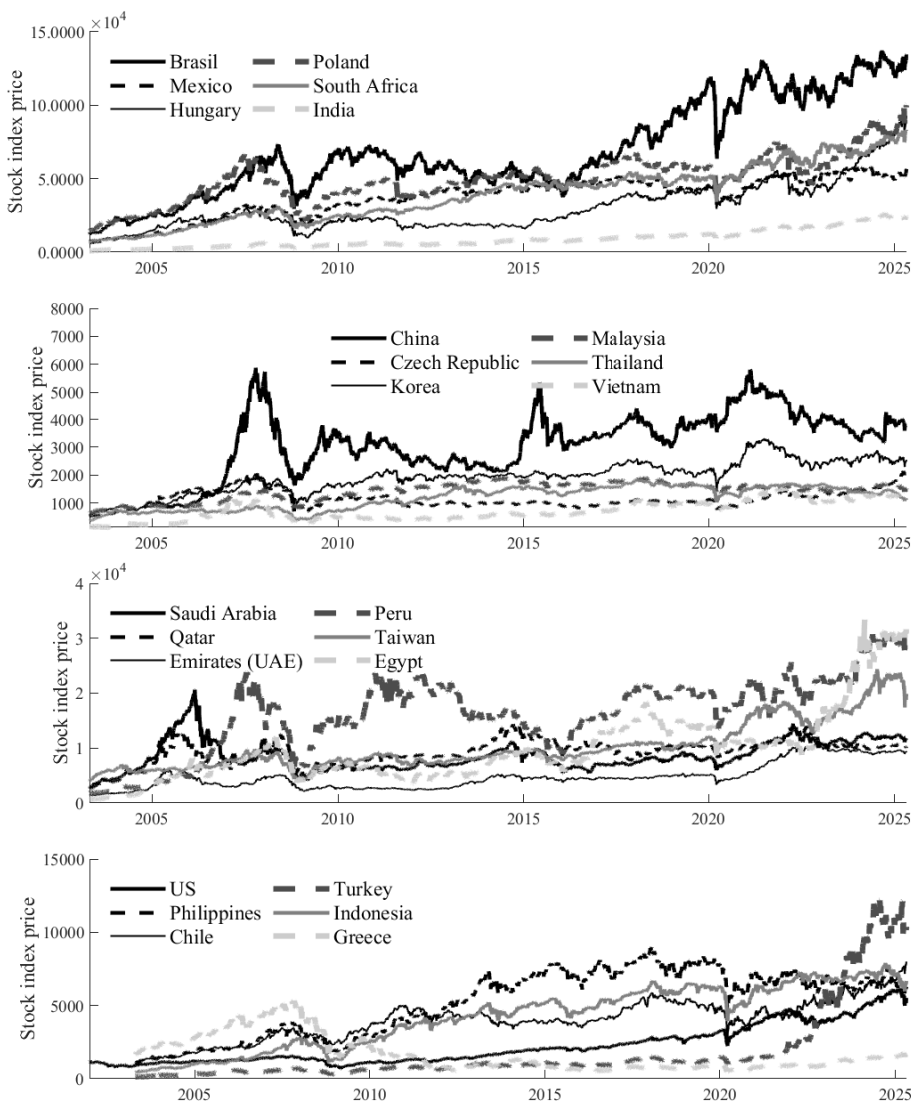 ×10⁴
15.0000
10.0000
5.0000
0.0000
Stock index price
Brasil
Mexico
Hungary
Poland
South Africa
India
2005 2010 2015 2020 2025
8000
7000
6000
5000
4000
3000
2000
1000
Stock index price
China
Czech Republic
Korea
Malaysia
Thailand
Vietnam
2005 2010 2015 2020 2025
×10⁴
4
3
2
1
0
Stock index price
Saudi Arabia
Qatar
Emirates (UAE)
Peru
Taiwan
Egypt
2005 2010 2015 2020 2025
15000
10000
5000
0
Stock index price
US
Philippines
Chile
Turkey
Indonesia
Greece
2005 2010 2015 2020 2025